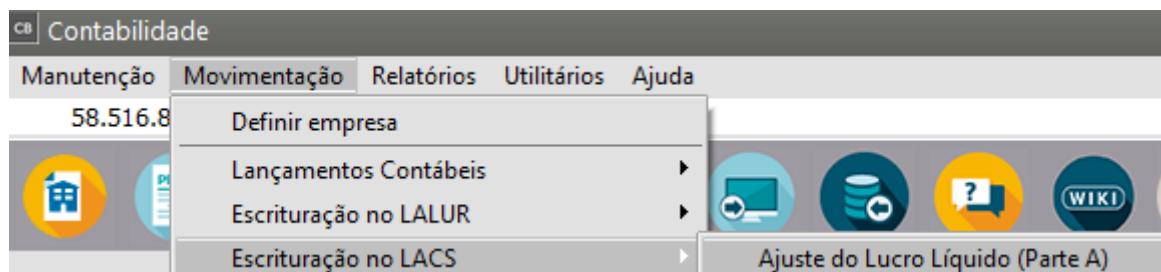 CB Contabilidade
Manutenção Movimentação Relatórios Utilitários Ajuda
58.516.8
Definir empresa
Lançamentos Contábeis
Escrituração no LALUR
WIKI
Escrituração no LACS Ajuste do Lucro Líquido (Parte A)